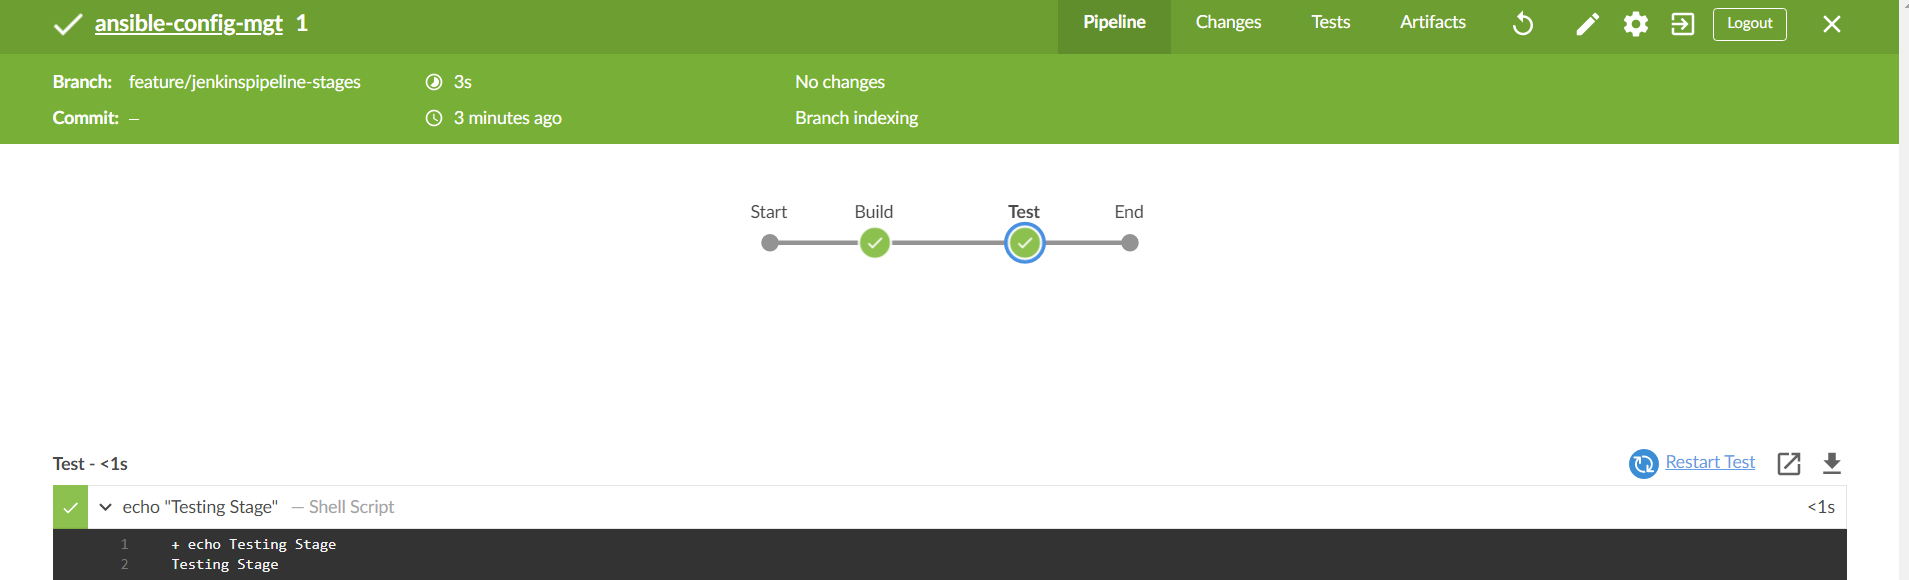 ansible-config-mgt 1 Pipeline Changes Tests Artifacts Logout
Branch: feature/jenkinspipeline-stages 3s No changes
Commit: — 3 minutes ago Branch indexing
Start Build Test End
Test - <1s Restart Test
echo "Testing Stage" — Shell Script <1s
1 + echo Testing Stage
2 Testing Stage